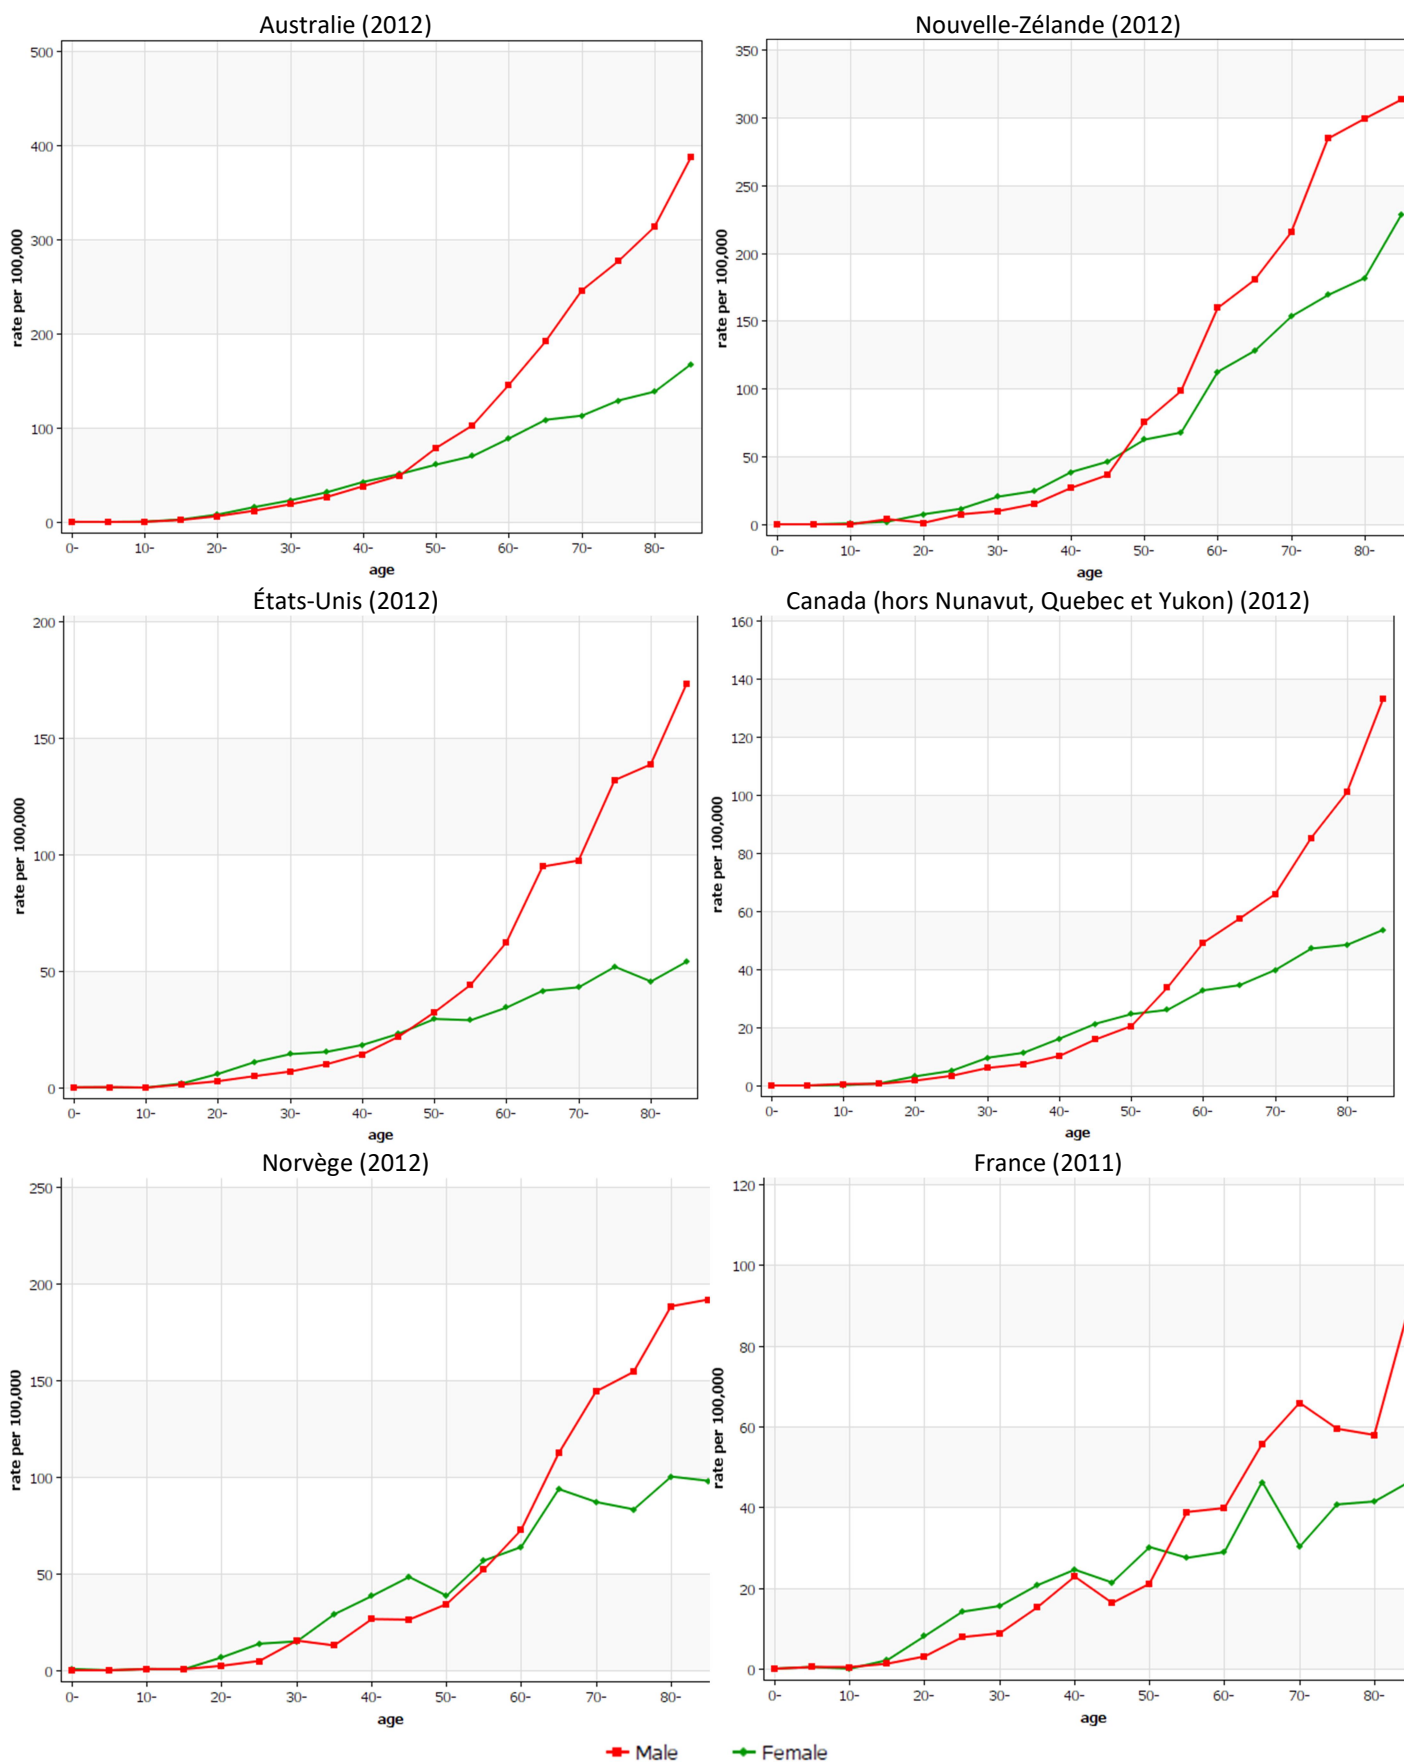 Australie (2012)
500
400
300
200
100
0
rate per 100,000
0- 10- 20- 30- 40- 50- 60- 70- 80-
age
Nouvelle-Zélande (2012)
350
300
250
200
150
100
50
0
rate per 100,000
0- 10- 20- 30- 40- 50- 60- 70- 80-
age
États-Unis (2012)
200
150
100
50
0
rate per 100,000
0- 10- 20- 30- 40- 50- 60- 70- 80-
age
Canada (hors Nunavut, Quebec et Yukon) (2012)
160
140
120
100
80
60
40
20
0
rate per 100,000
0- 10- 20- 30- 40- 50- 60- 70- 80-
age
Norvège (2012)
250
200
150
100
50
0
rate per 100,000
0- 10- 20- 30- 40- 50- 60- 70- 80-
age
France (2011)
120
100
80
60
40
20
0
rate per 100,000
0- 10- 20- 30- 40- 50- 60- 70- 80-
age
Male Female